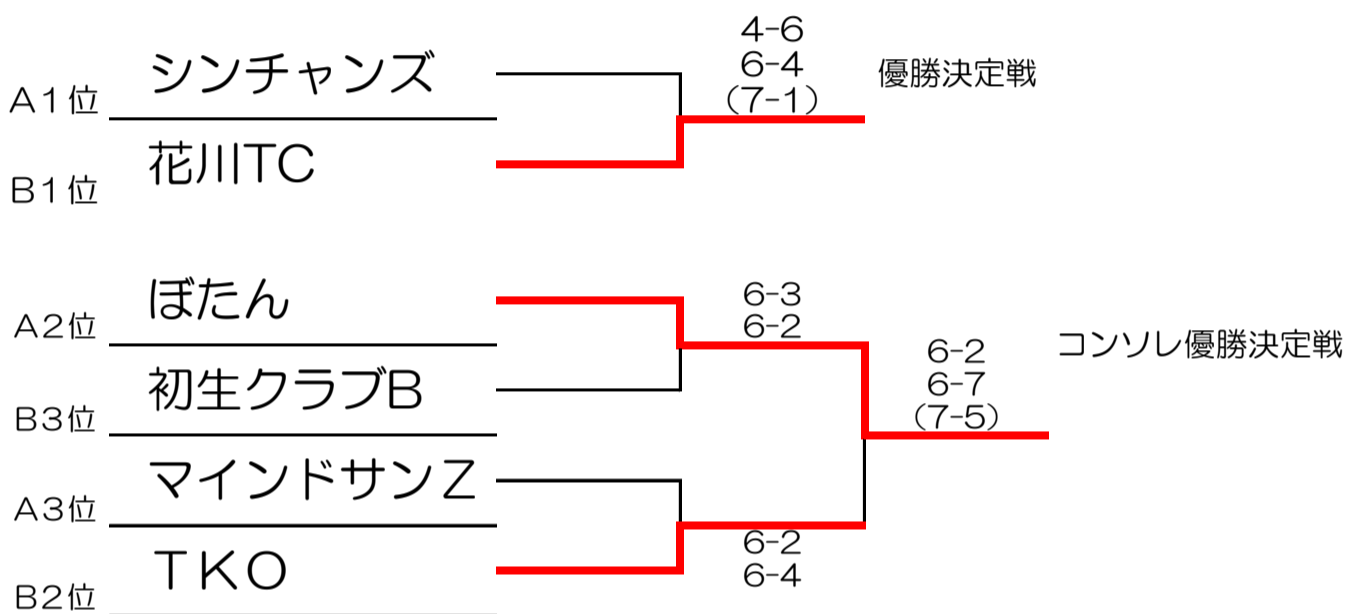 4-6
6-4
(7-1)
優勝決定戦
A1位 シンチャンズ
B1位 花川TC
A2位 ぼたん
6-3
6-2
B3位 初生クラブB
6-2
6-7
(7-5)
コンソレ優勝決定戦
A3位 マインドサンZ
B2位 TKO
6-2
6-4